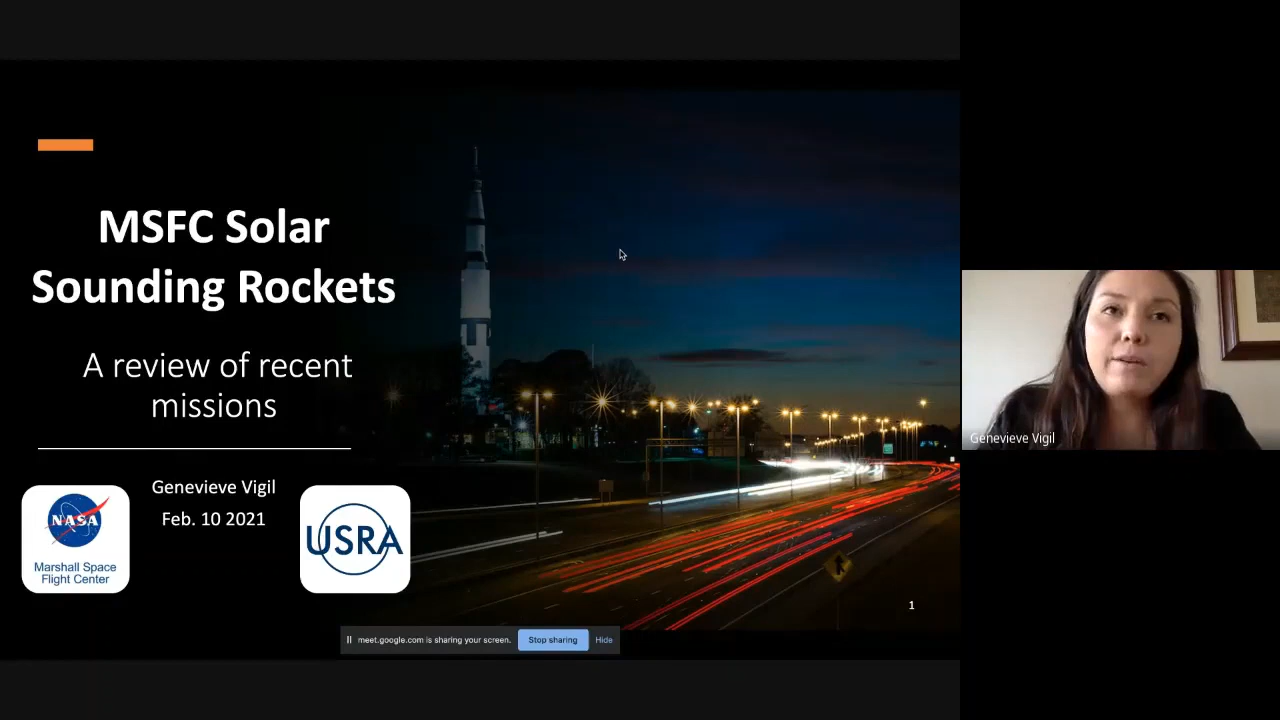 MSFC Solar
Sounding Rockets
A review of recent
missions
Genevieve Vigil
Feb. 10 2021
NASA
Marshall Space
Flight Center
USRA
1
meet.google.com is sharing your screen.
Stop sharing
Hide
Genevieve Vigil